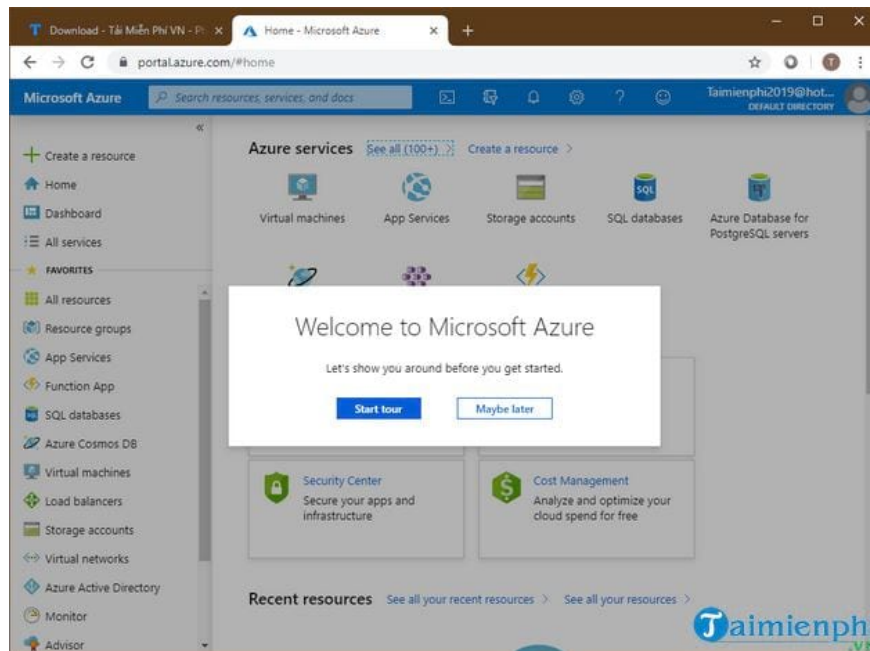 Download - Tải Miễn Phí VN - P
Home - Microsoft Azure
portal.azure.com/#home
T
Microsoft Azure
Search resources, services, and docs
Taimienphi2019@hot...
DEFAULT DIRECTORY
Create a resource
Home
Dashboard
All services
FAVORITES
All resources
Resource groups
App Services
Function App
SQL databases
Azure Cosmos DB
Virtual machines
Load balancers
Storage accounts
Virtual networks
Azure Active Directory
Monitor
Advisor
Azure services
See all (100+)
Create a resource
Virtual machines
App Services
Storage accounts
SQL
SQL databases
Azure Database for
PostgreSQL servers
Welcome to Microsoft Azure
Let's show you around before you get started.
Start tour
Maybe later
Security Center
Secure your apps and
infrastructure
Cost Management
Analyze and optimize your
cloud spend for free
Recent resources
See all your recent resources
See all your resources
Taimienph